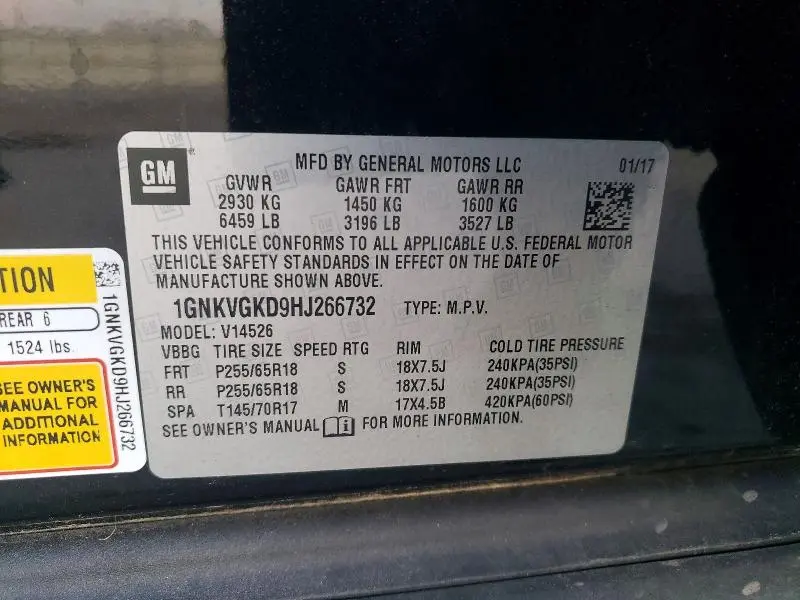 GM
MFD BY GENERAL MOTORS LLC 01/17
GVWR GAWR FRT GAWR RR
2930 KG 1450 KG 1600 KG
6459 LB 3196 LB 3527 LB
THIS VEHICLE CONFORMS TO ALL APPLICABLE U.S. FEDERAL MOTOR
VEHICLE SAFETY STANDARDS IN EFFECT ON THE DATE OF
MANUFACTURE SHOWN ABOVE.
1GNKVGKD9HJ266732 TYPE: M.P.V.
MODEL: V14526
VBBG TIRE SIZE SPEED RTG RIM COLD TIRE PRESSURE
FRT P255/65R18 S 18X7.5J 240KPA(35PSI)
RR P255/65R18 S 18X7.5J 240KPA(35PSI)
SPA T145/70R17 M 17X4.5B 420KPA(60PSI)
SEE OWNER'S MANUAL FOR MORE INFORMATION.
TION
REAR 6
1524 lbs.
SEE OWNER'S
MANUAL FOR
ADDITIONAL
INFORMATION
1GNKVGKD9HJ266732